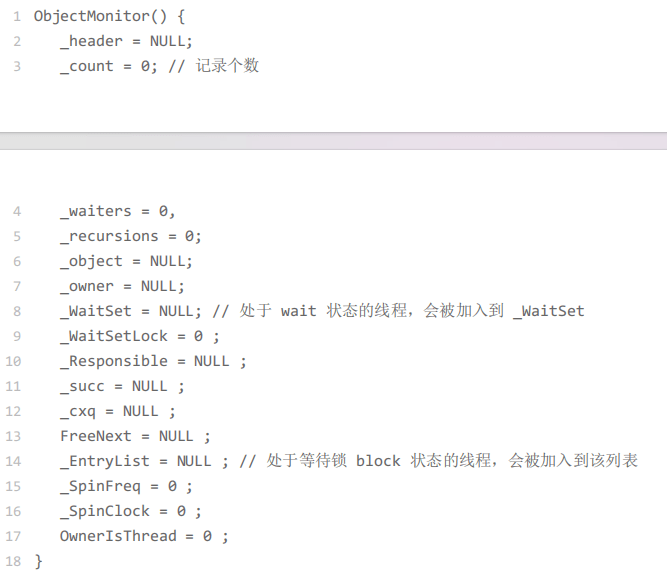 1 ObjectMonitor() {
2 _header = NULL;
3 _count = 0; // 记录个数
4 _waiters = 0,
5 _recursions = 0;
6 _object = NULL;
7 _owner = NULL;
8 _WaitSet = NULL; // 处于 wait 状态的线程，会被加入到 _WaitSet
9 _WaitSetLock = 0 ;
10 _Responsible = NULL ;
11 _succ = NULL ;
12 _cxq = NULL ;
13 FreeNext = NULL ;
14 _EntryList = NULL ; // 处于等待锁 block 状态的线程，会被加入到该列表
15 _SpinFreq = 0 ;
16 _SpinClock = 0 ;
17 OwnerIsThread = 0 ;
18 }